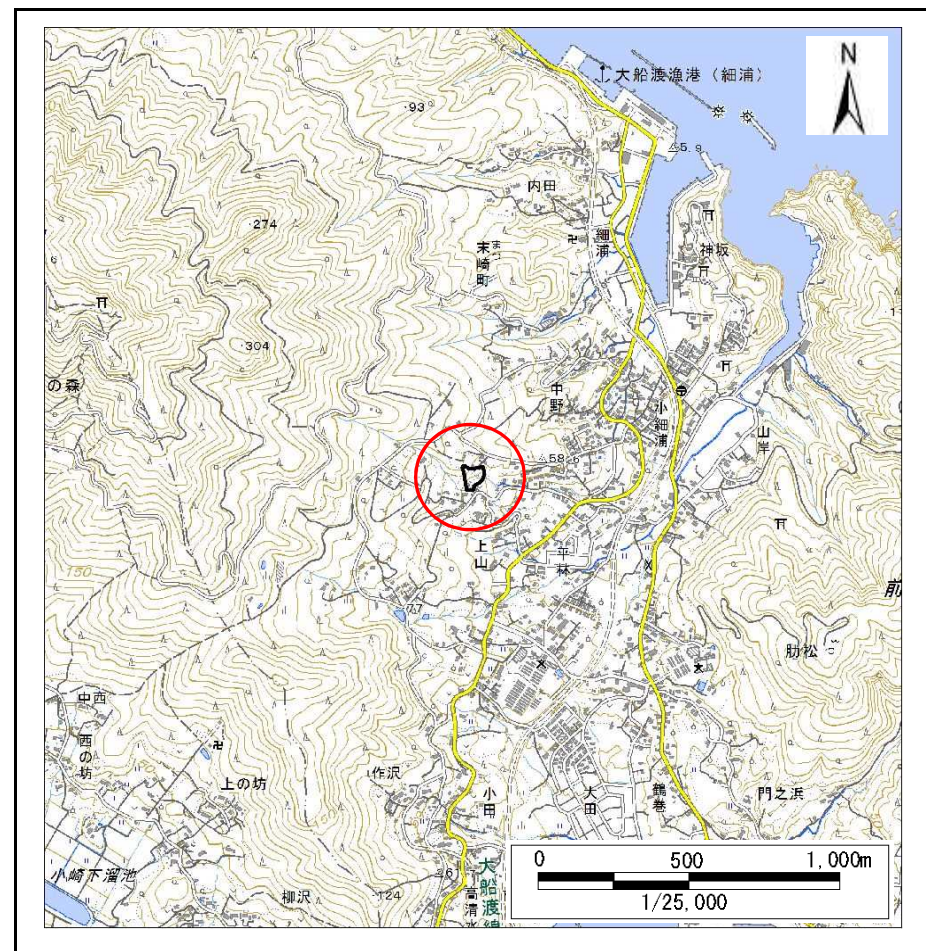 N
大船渡漁港（細浦）
93
5.9
内田
274
末崎町
細浦
神坂
304
の森
中野
小細浦
山岸
58.6
上山
平林
150
77
前
肋松
中西
西の坊
上の坊
作沢
小田
大田
鶴巻
門之浜
小崎下溜池
柳沢
124
61
高清水
大船渡線
0 500 1,000m
1/25,000